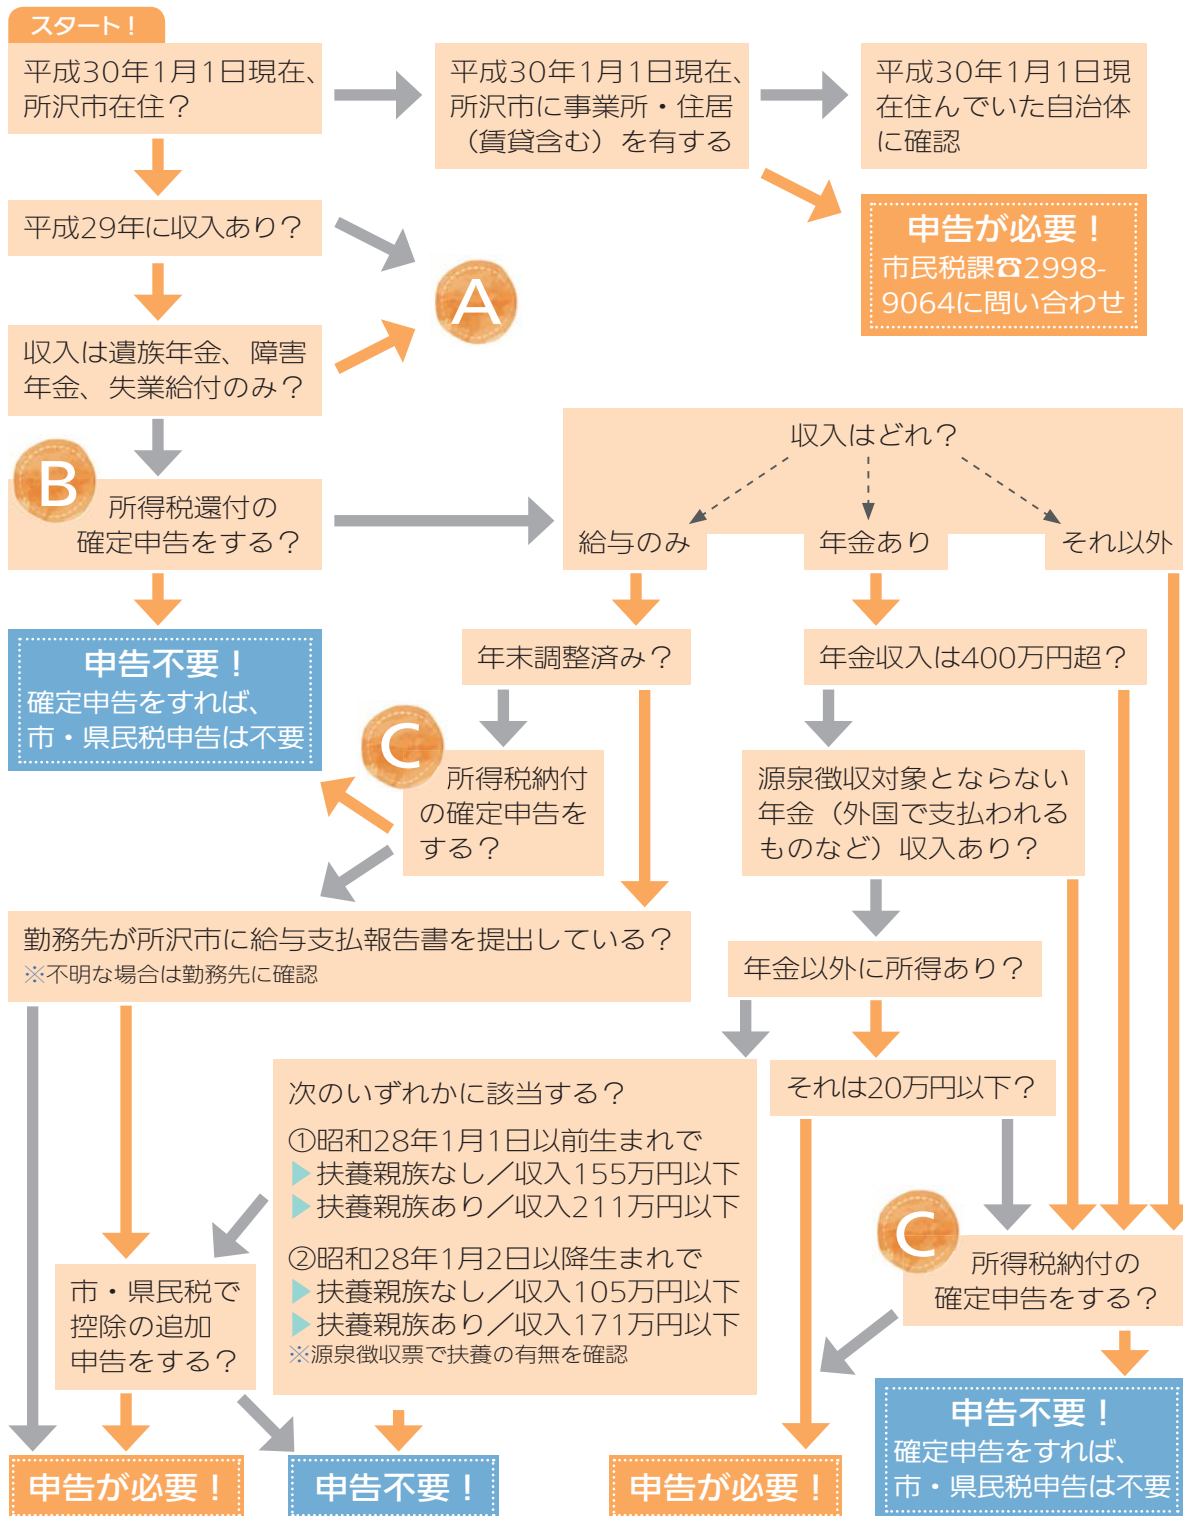 スタート！
平成30年1月1日現在、
所沢市在住？
平成30年1月1日現在、
所沢市に事業所・住居
（賃貸含む）を有する
平成30年1月1日現
在住んでいた自治体
に確認
申告が必要！
市民税課☎2998-
9064に問い合わせ
平成29年に収入あり？
A
収入は遺族年金、障害
年金、失業給付のみ？
B
所得税還付の
確定申告をする？
収入はどれ？
給与のみ
年金あり
それ以外
申告不要！
確定申告をすれば、
市・県民税申告は不要
年末調整済み？
年金収入は400万円超？
C
所得税納付
の確定申告を
する？
源泉徴収対象とならない
年金（外国で支払われる
ものなど）収入あり？
勤務先が所沢市に給与支払報告書を提出している？
※不明な場合は勤務先に確認
年金以外に所得あり？
それは20万円以下？
次のいずれかに該当する？
①昭和28年1月1日以前生まれで
▶扶養親族なし／収入155万円以下
▶扶養親族あり／収入211万円以下
②昭和28年1月2日以降生まれで
▶扶養親族なし／収入105万円以下
▶扶養親族あり／収入171万円以下
※源泉徴収票で扶養の有無を確認
市・県民税で
控除の追加
申告をする？
C
所得税納付の
確定申告をする？
申告が必要！
申告不要！
申告が必要！
申告不要！
確定申告をすれば、
市・県民税申告は不要